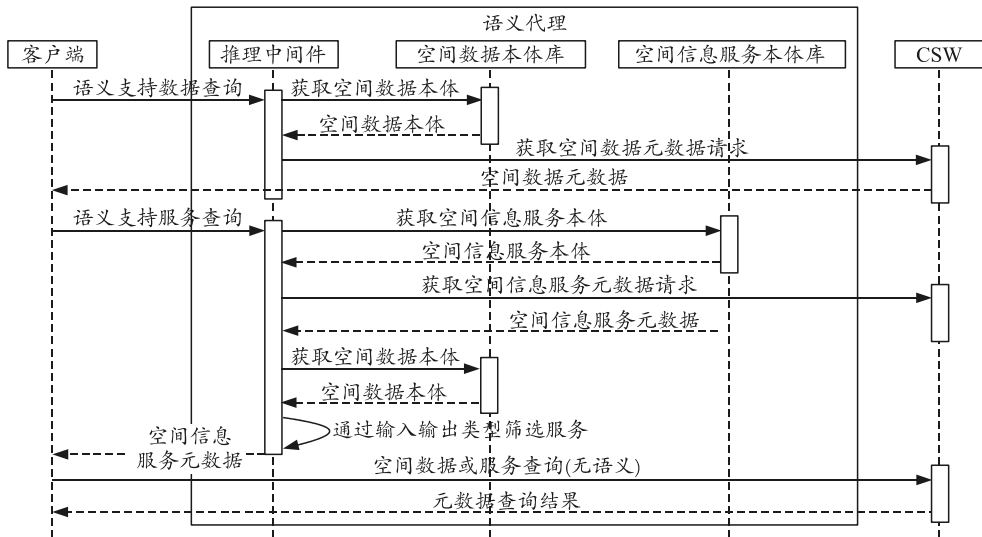 语义代理
客户端
推理中间件
空间数据本体库
空间信息服务本体库
CSW
语义支持数据查询
获取空间数据本体
空间数据本体
获取空间数据元数据请求
空间数据元数据
语义支持服务查询
获取空间信息服务本体
空间信息服务本体
获取空间信息服务元数据请求
空间信息服务元数据
获取空间数据本体
空间数据本体
通过输入输出类型筛选服务
空间信息
服务元数据
空间数据或服务查询(无语义)
元数据查询结果